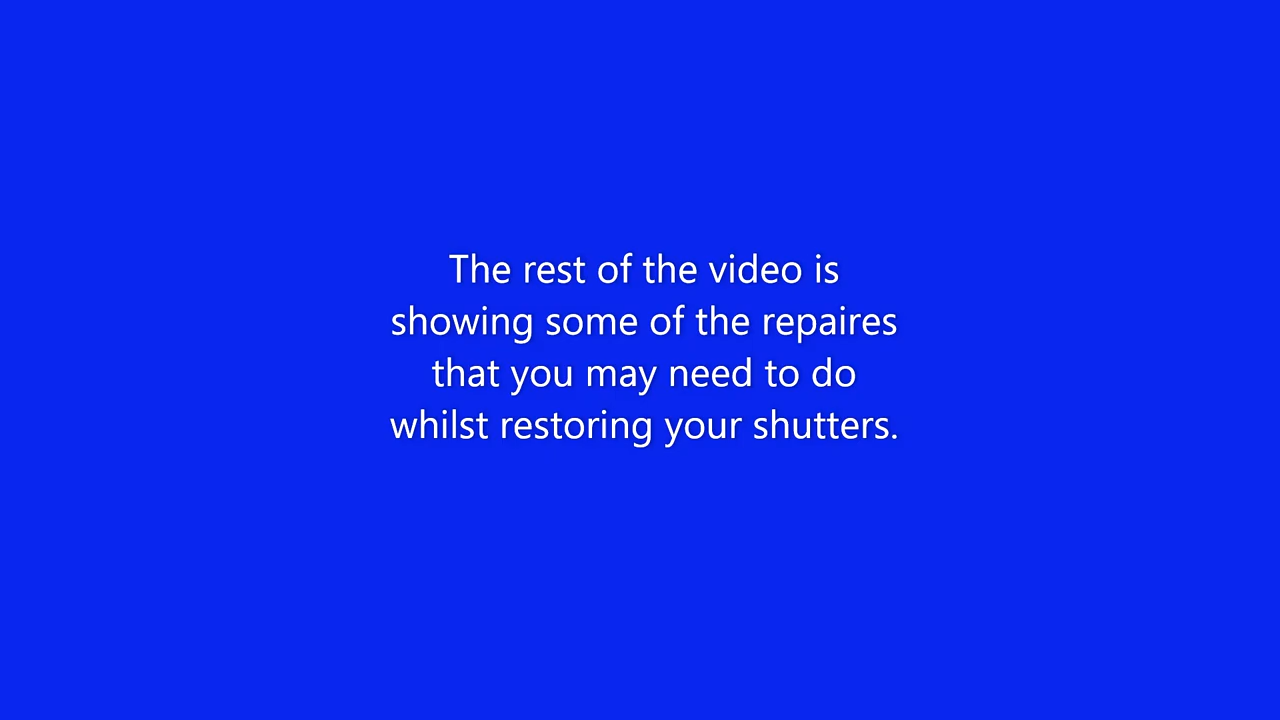 The rest of the video is
showing some of the repaires
that you may need to do
whilst restoring your shutters.